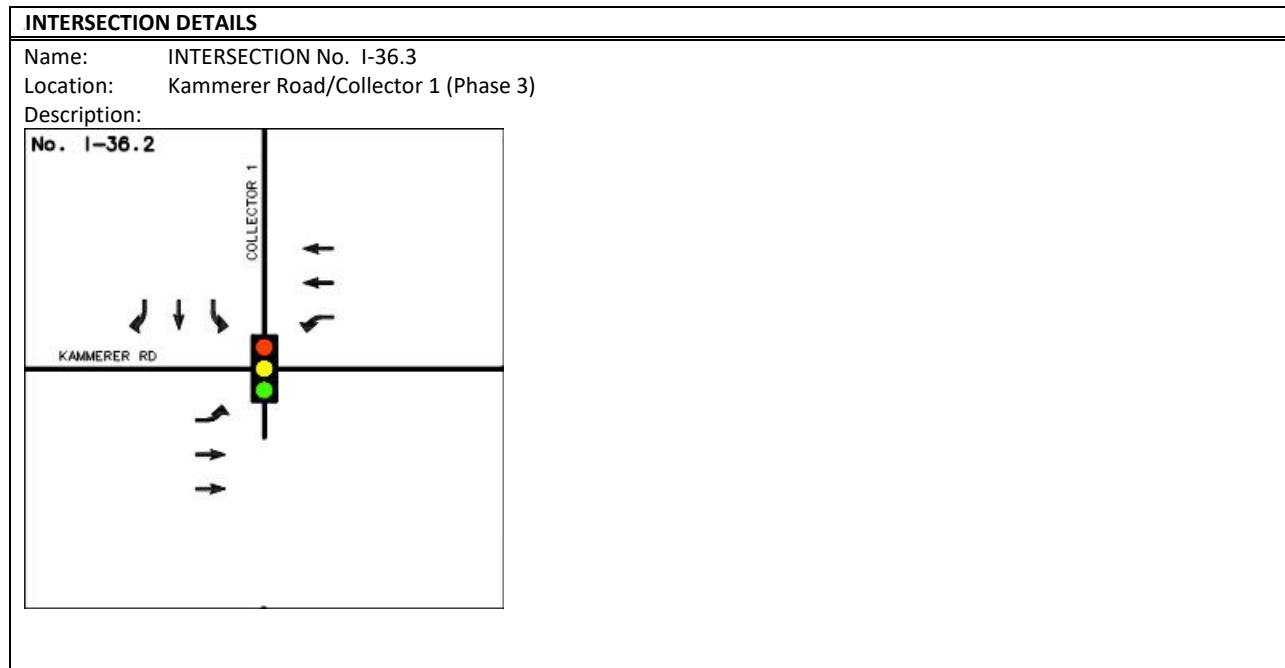 INTERSECTION DETAILS
Name: INTERSECTION No. I-36.3
Location: Kammerer Road/Collector 1 (Phase 3)
Description:
No. I-36.2
COLLECTOR 1
KAMMERER RD